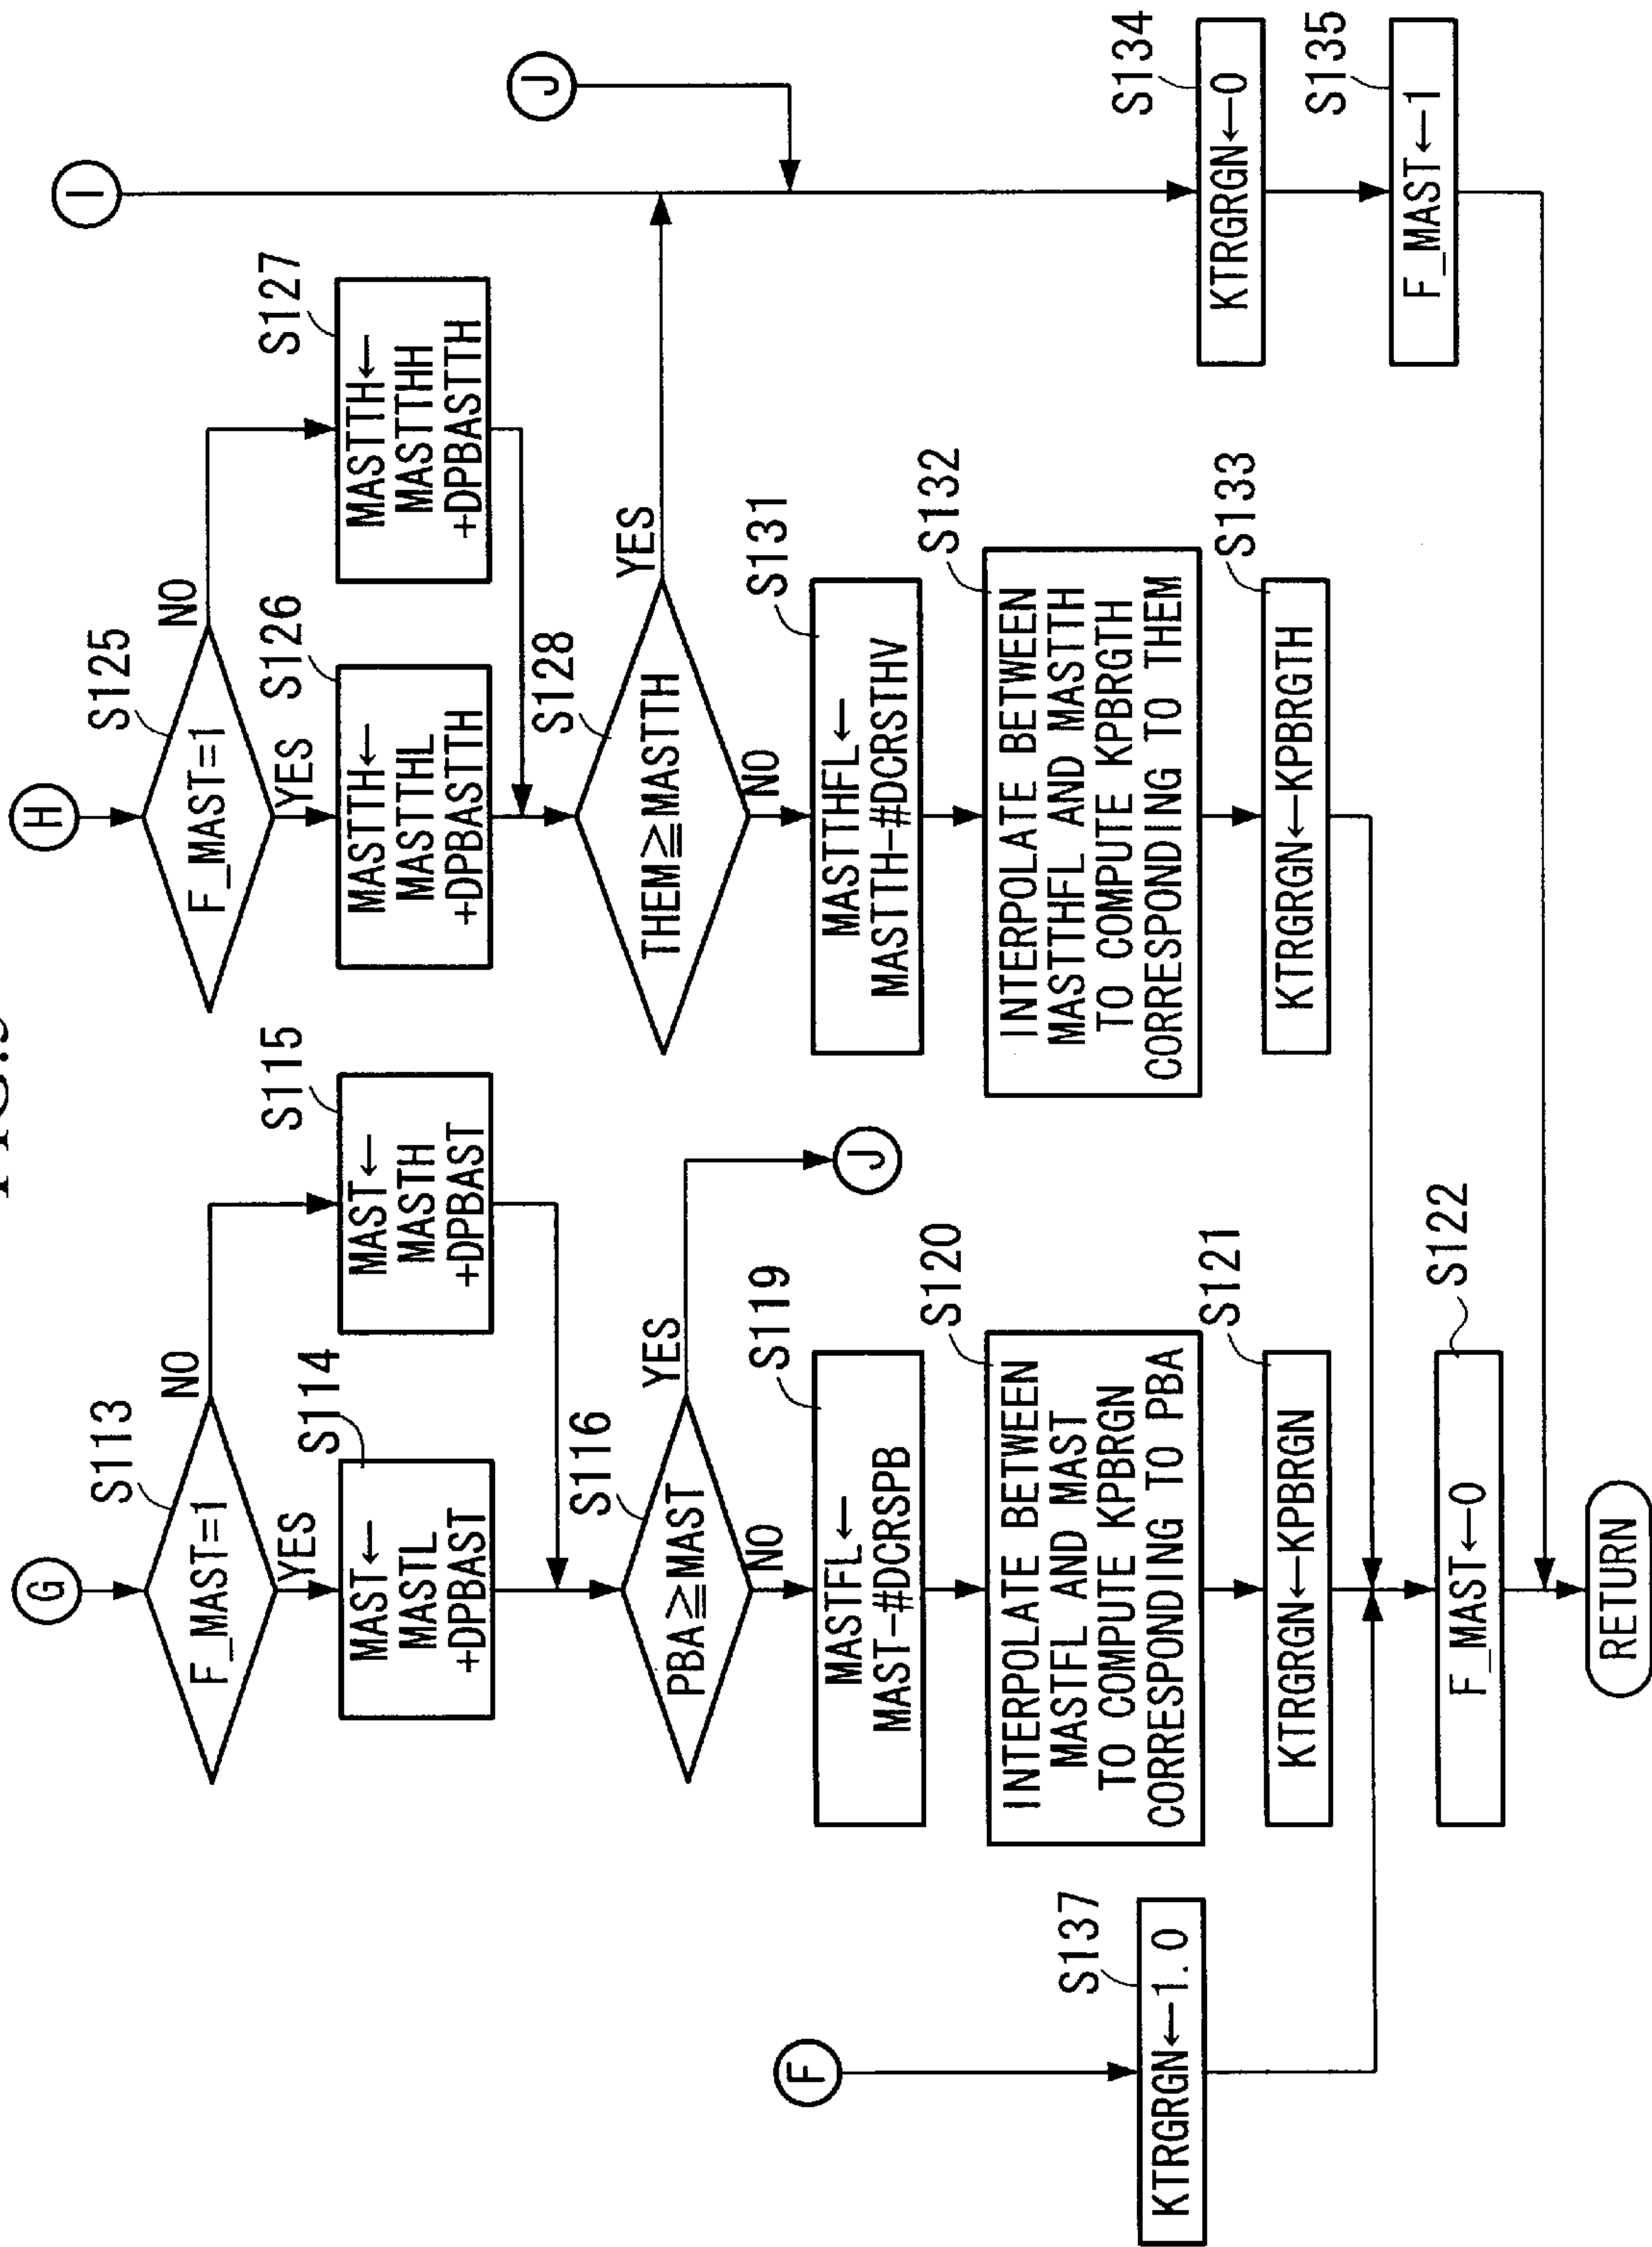 G
S113
F_MAST=1
NO
YES
S114
MAST←
MASTL
+DPBAST
S115
MAST←
MASTH
+DPBAST
S116
PBA≧MAST
YES
NO
J
S119
MASTFL←
MAST-#DCRSPB
S120
INTERPOLATE BETWEEN
MASTFL AND MAST
TO COMPUTE KPBRGN
CORRESPONDING TO PBA
S121
KTRGRGN←KPBRGN
F
S137
KTRGRGN←1.0
S122
F_MAST←0
RETURN
H
S125
F_MAST=1
NO
YES
S126
MASTTH←
MASTTHL
+DPBASTTH
S127
MASTTH←
MASTTHH
+DPBASTTH
S128
THEM≧MASTTH
YES
NO
S131
MASTTHFL←
MASTTH-#DCRSTHV
S132
INTERPOLATE BETWEEN
MASTTHFL AND MASTTH
TO COMPUTE KPBRGTH
CORRESPONDING TO THEM
S133
KTRGRGN←KPBRGTH
I
J
S134
KTRGRGN←0
S135
F_MAST←1